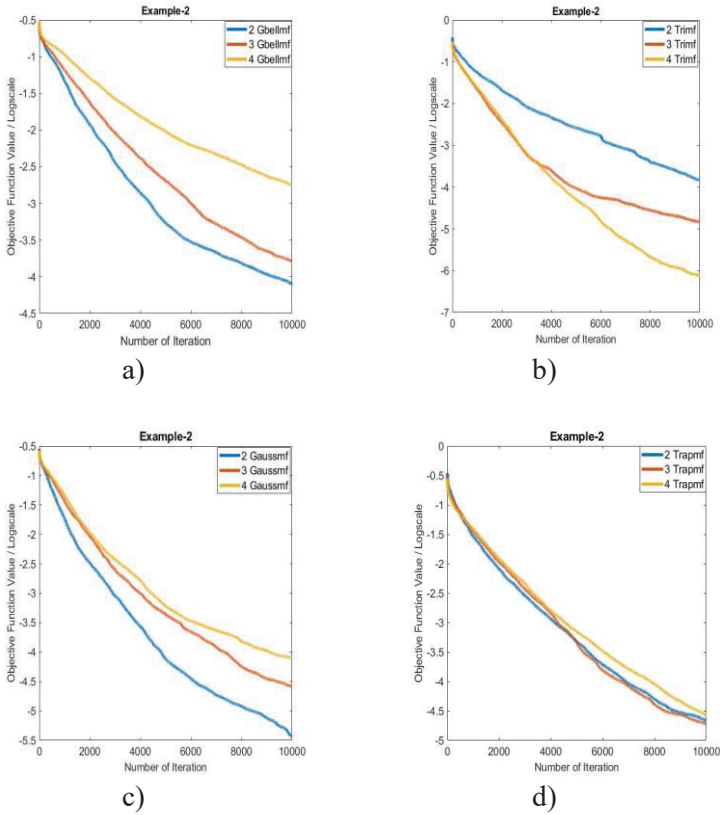 Example-2
Objective Function Value / Logscale
-0.5
-1
-1.5
-2
-2.5
-3
-3.5
-4
-4.5
2 Gbellmf
3 Gbellmf
4 Gbellmf
0 2000 4000 6000 8000 10000
Number of Iteration
a)
Example-2
Objective Function Value / Logscale
0
-1
-2
-3
-4
-5
-6
-7
2 Trimf
3 Trimf
4 Trimf
0 2000 4000 6000 8000 10000
Number of Iteration
b)
Example-2
Objective Function Value / Logscale
-0.5
-1
-1.5
-2
-2.5
-3
-3.5
-4
-4.5
-5
-5.5
2 Gaussmf
3 Gaussmf
4 Gaussmf
0 2000 4000 6000 8000 10000
Number of Iteration
c)
Example-2
Objective Function Value / Logscale
0
-0.5
-1
-1.5
-2
-2.5
-3
-3.5
-4
-4.5
-5
2 Trapmf
3 Trapmf
4 Trapmf
0 2000 4000 6000 8000 10000
Number of Iteration
d)